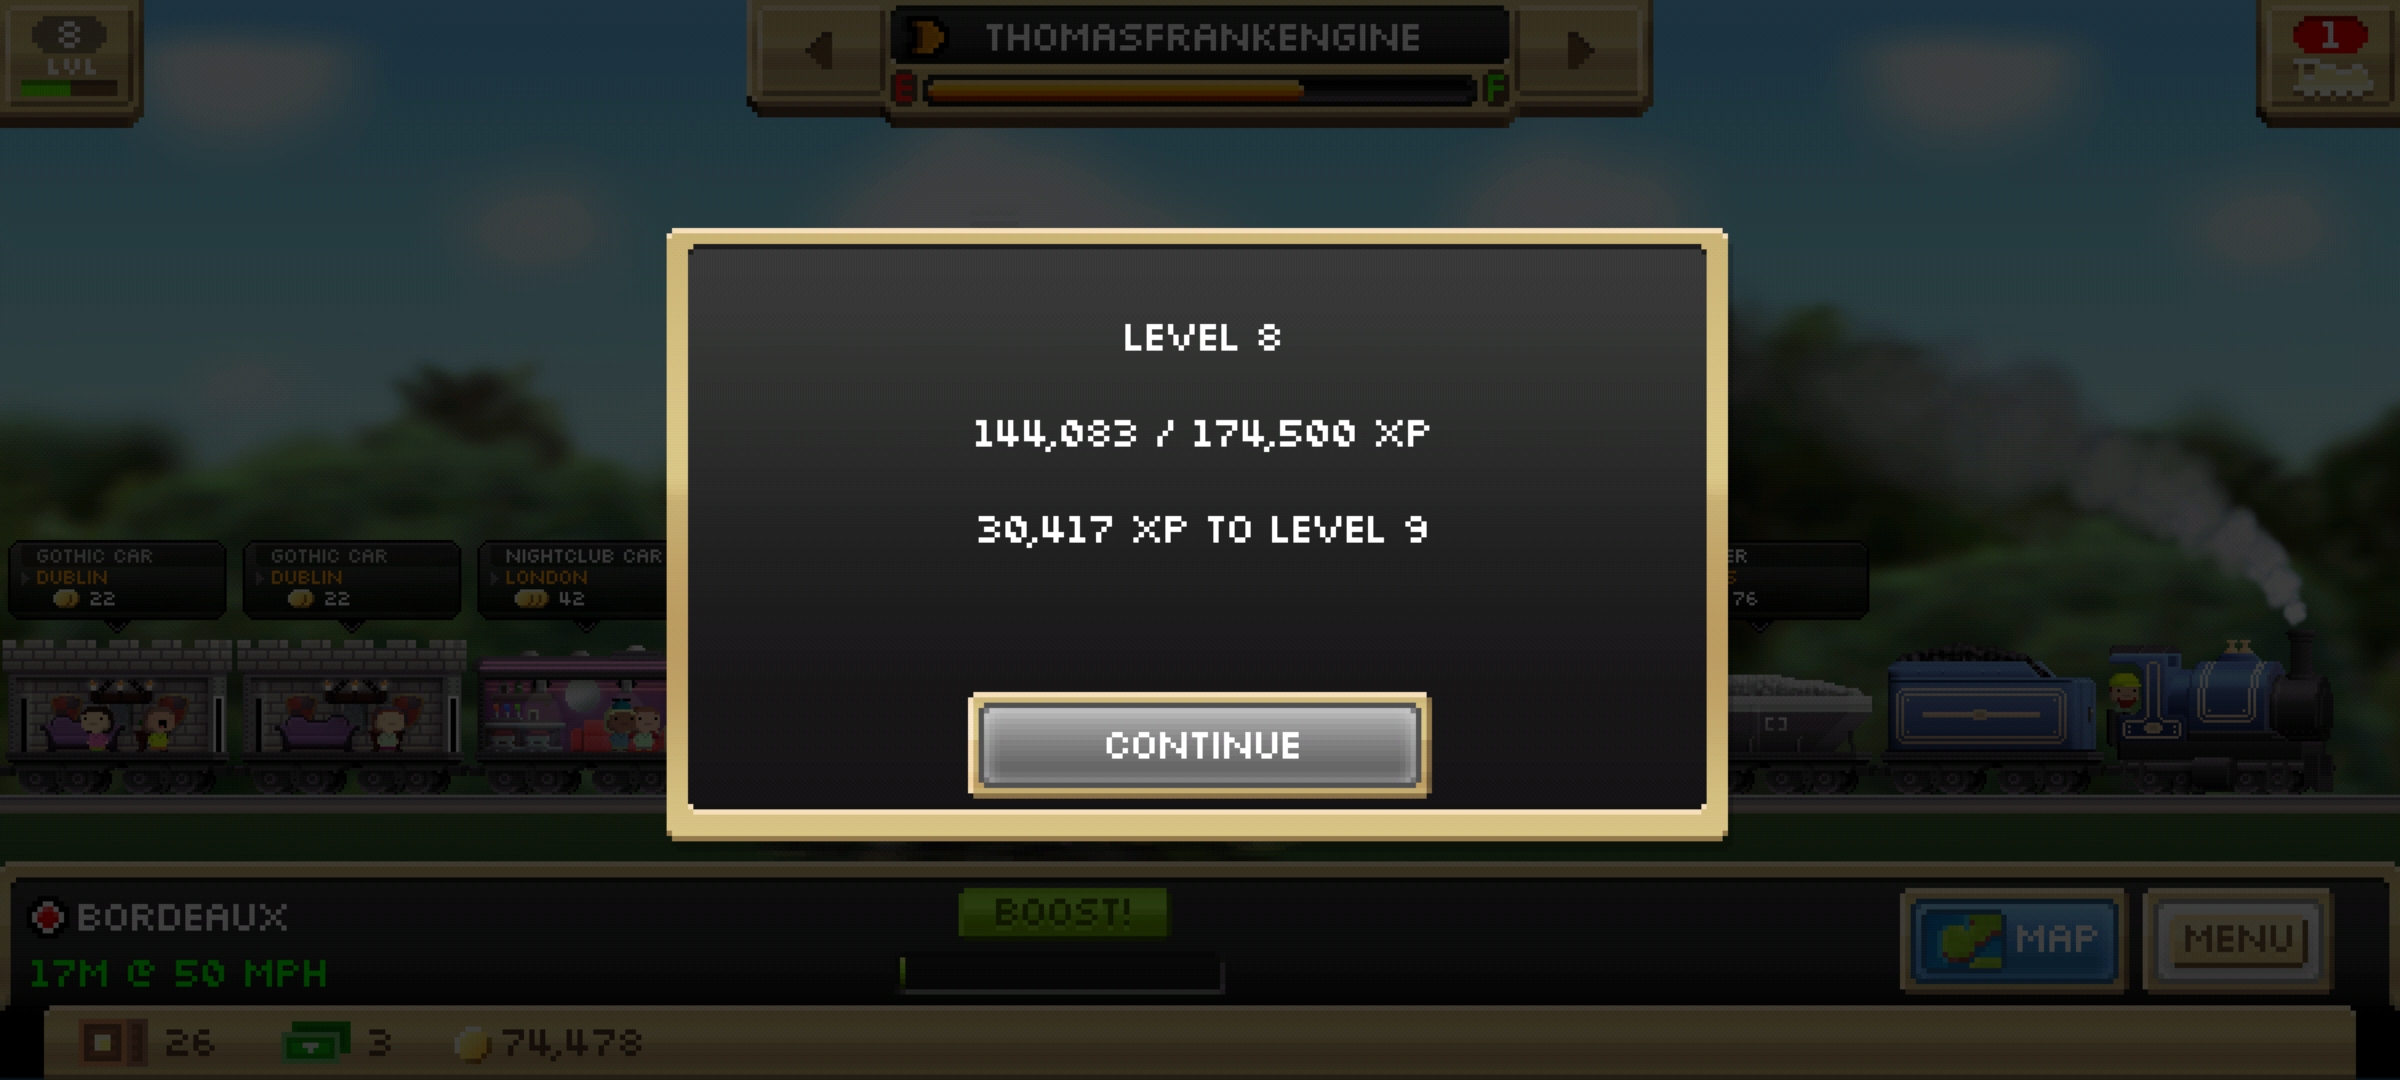 8
LVL
THOMASFRANKENGINE
E F
1
LEVEL 8
144,083 / 174,500 XP
30,417 XP TO LEVEL 9
CONTINUE
GOTHIC CAR
DUBLIN
22
GOTHIC CAR
DUBLIN
22
NIGHTCLUB CAR
LONDON
42
ER
S
76
BORDEAUX
17M @ 50 MPH
BOOST!
MAP
MENU
26
3
74,478